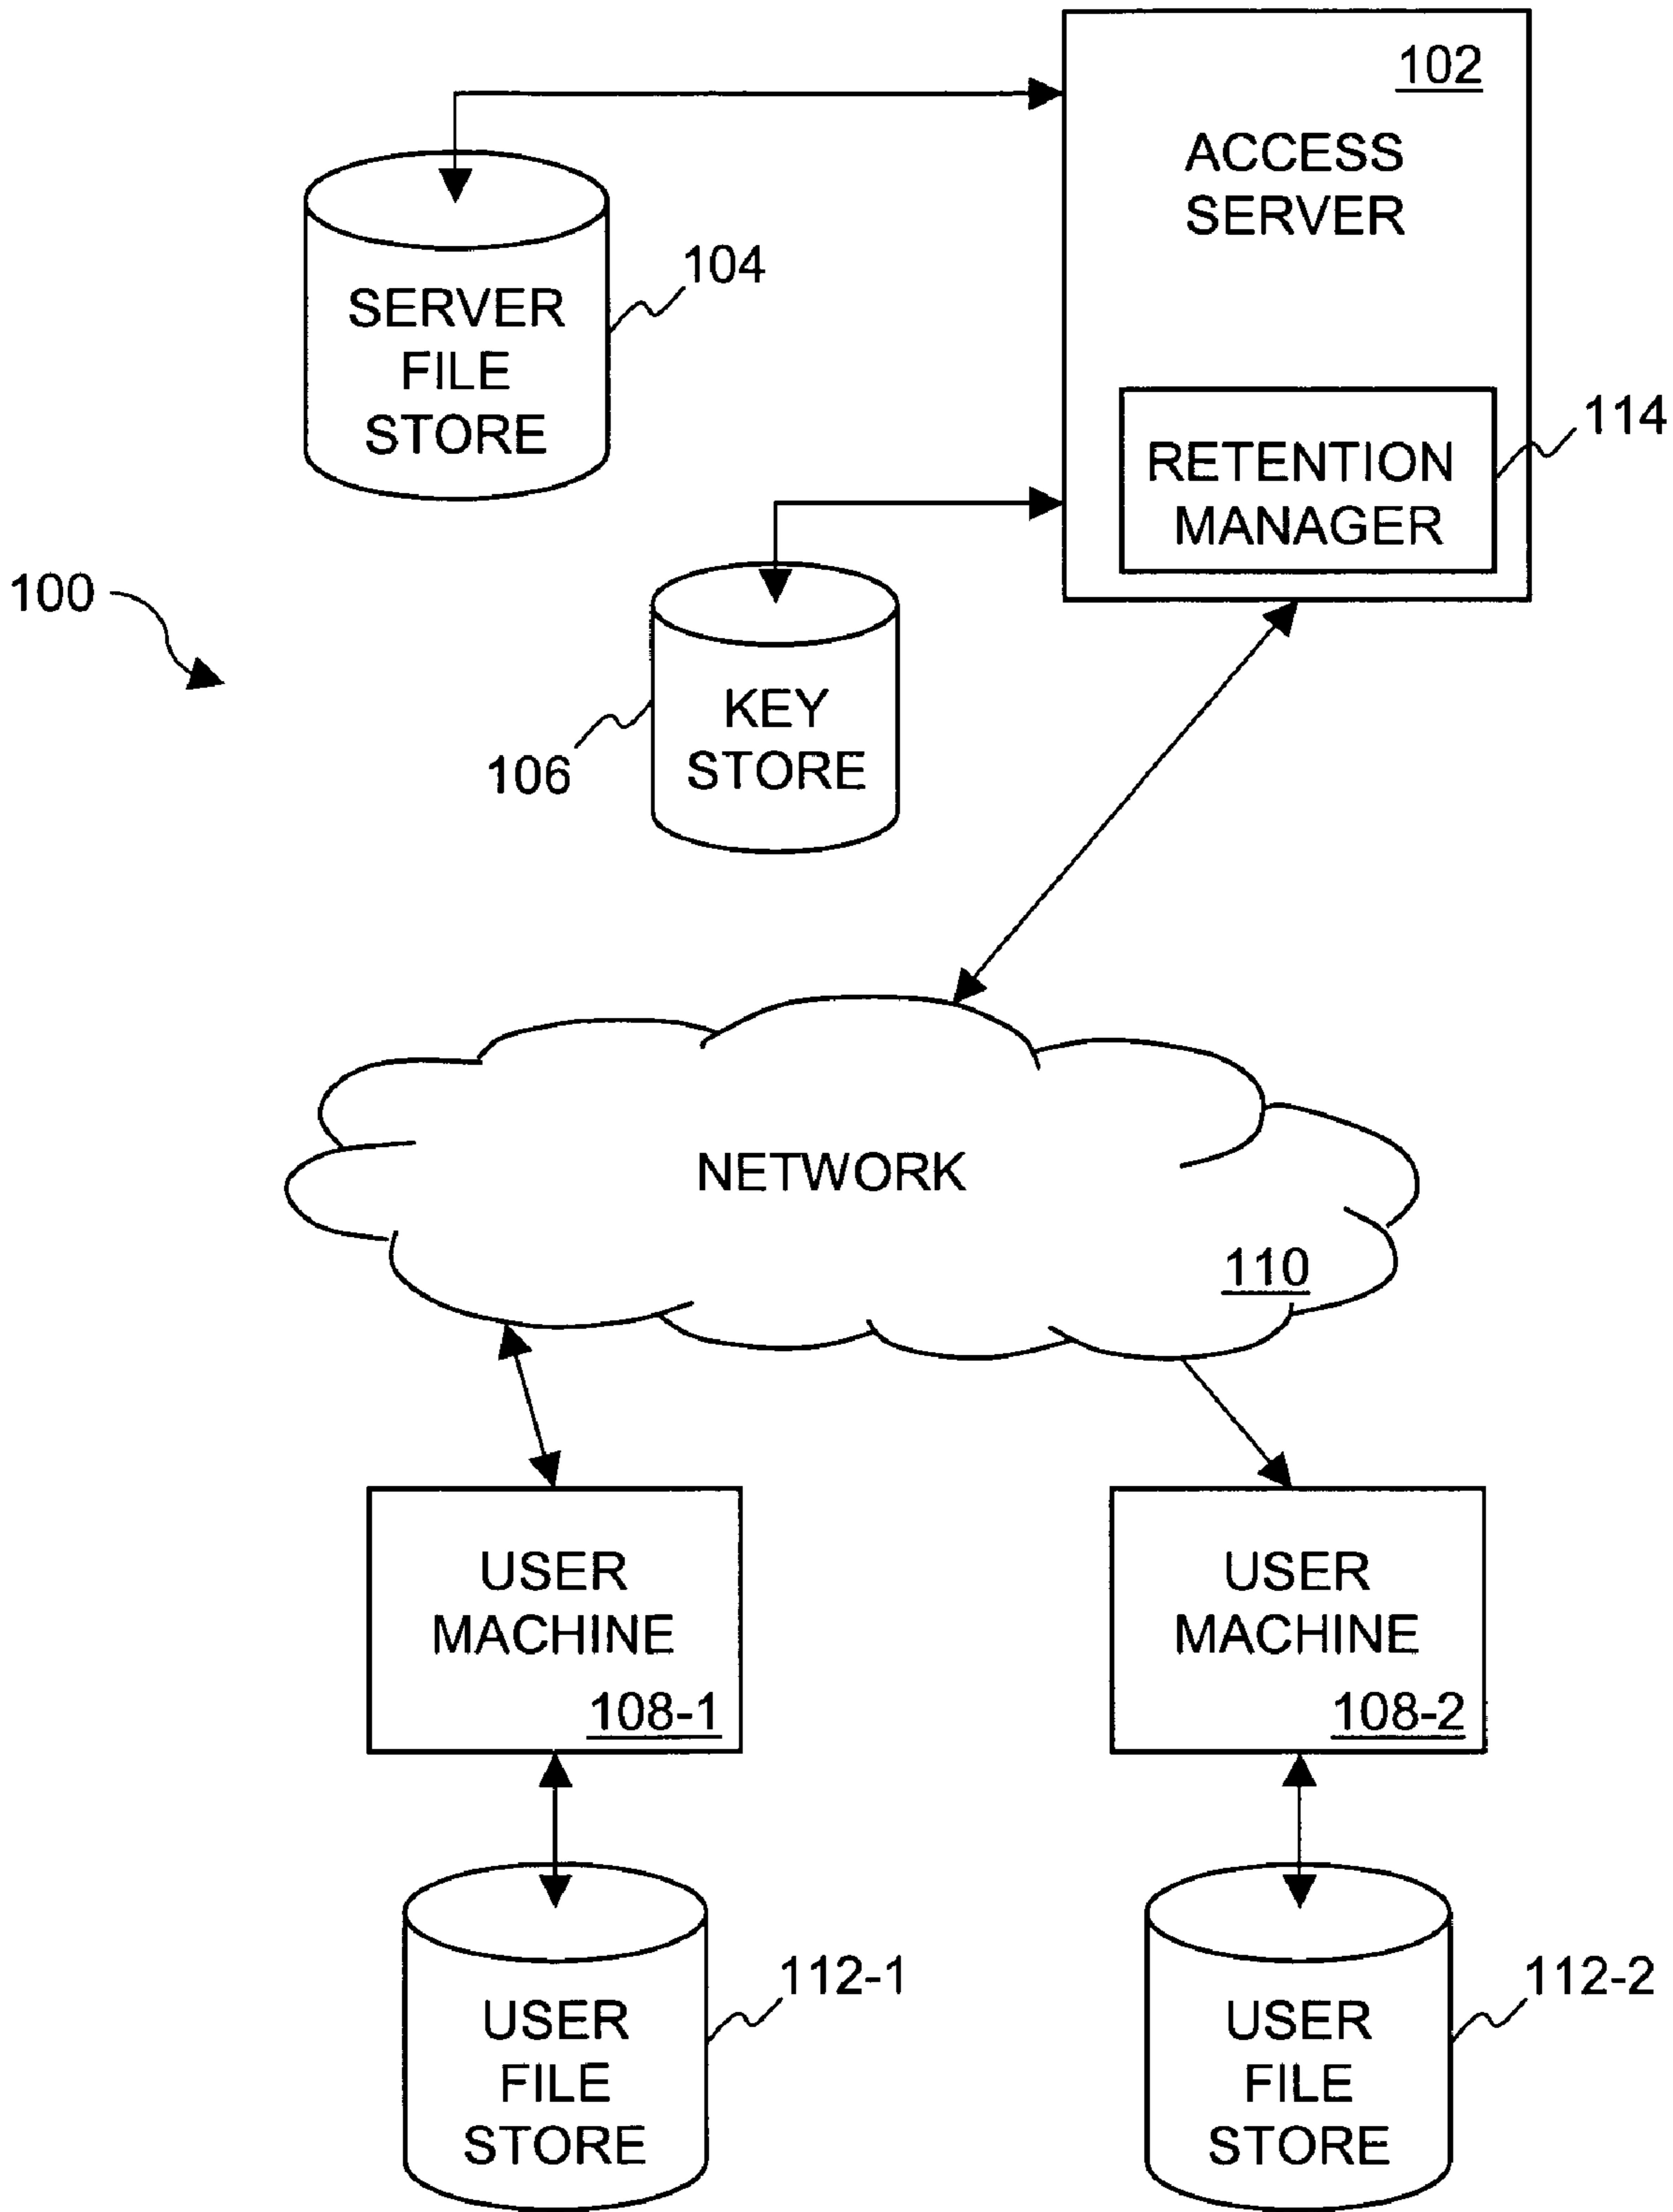 102
ACCESS
SERVER
104
SERVER
FILE
STORE
114
RETENTION
MANAGER
100
KEY
STORE
106
NETWORK
110
USER
MACHINE
108-1
USER
MACHINE
108-2
112-1
USER
FILE
STORE
112-2
USER
FILE
STORE